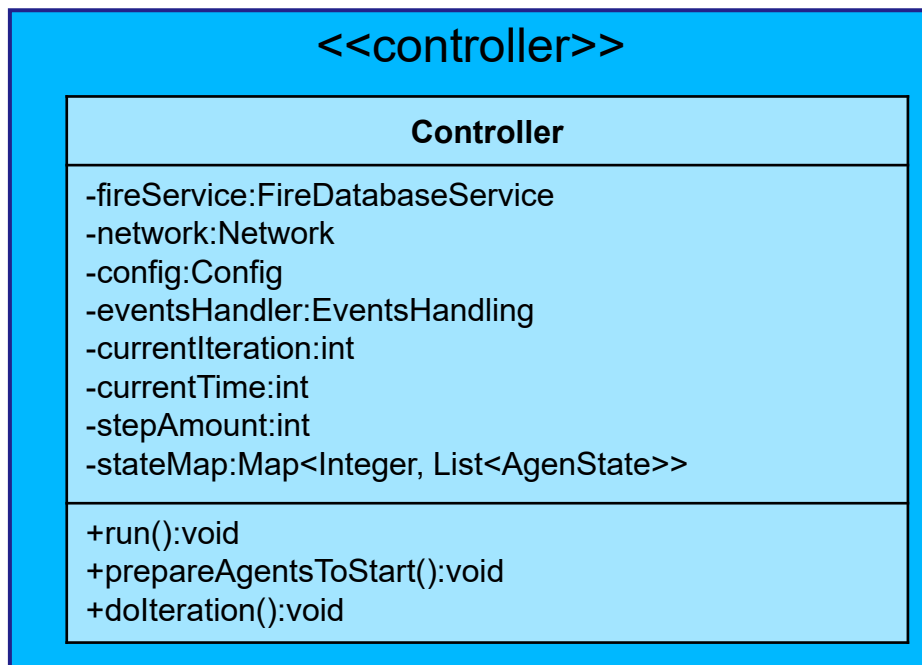 <<controller>>
Controller
-fireService:FireDatabaseService
-network:Network
-config:Config
-eventsHandler:EventsHandling
-currentIteration:int
-currentTime:int
-stepAmount:int
-stateMap:Map<Integer, List<AgenState>>
+run():void
+prepareAgentsToStart():void
+doIteration():void